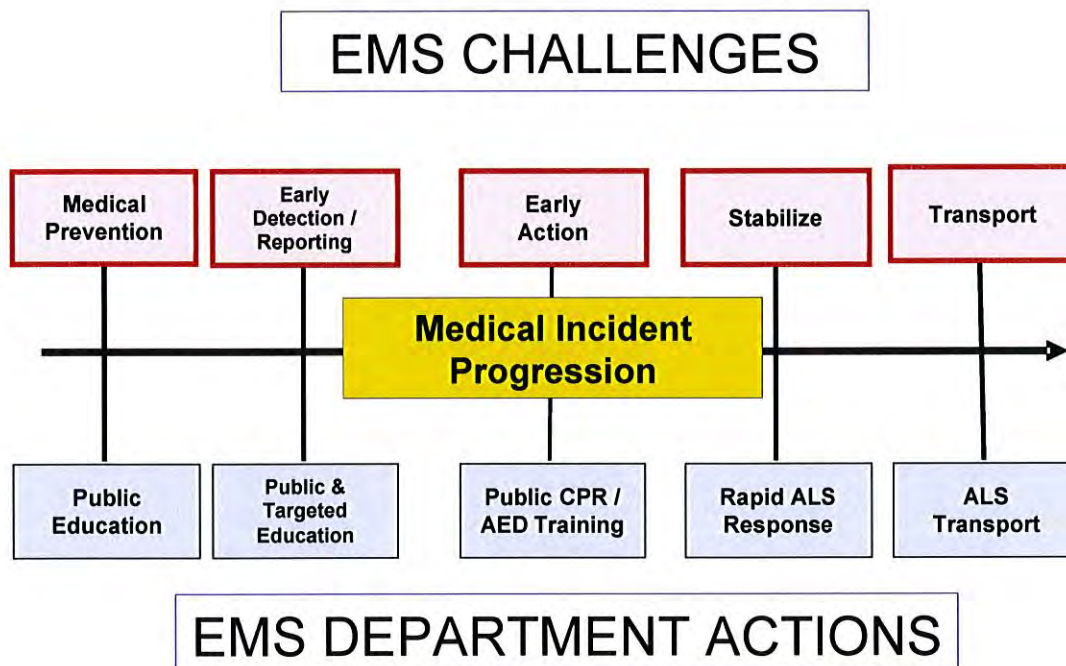 EMS CHALLENGES
Medical
Prevention
Early
Detection /
Reporting
Early
Action
Stabilize
Transport
Medical Incident
Progression
Public
Education
Public &
Targeted
Education
Public CPR /
AED Training
Rapid ALS
Response
ALS
Transport
EMS DEPARTMENT ACTIONS